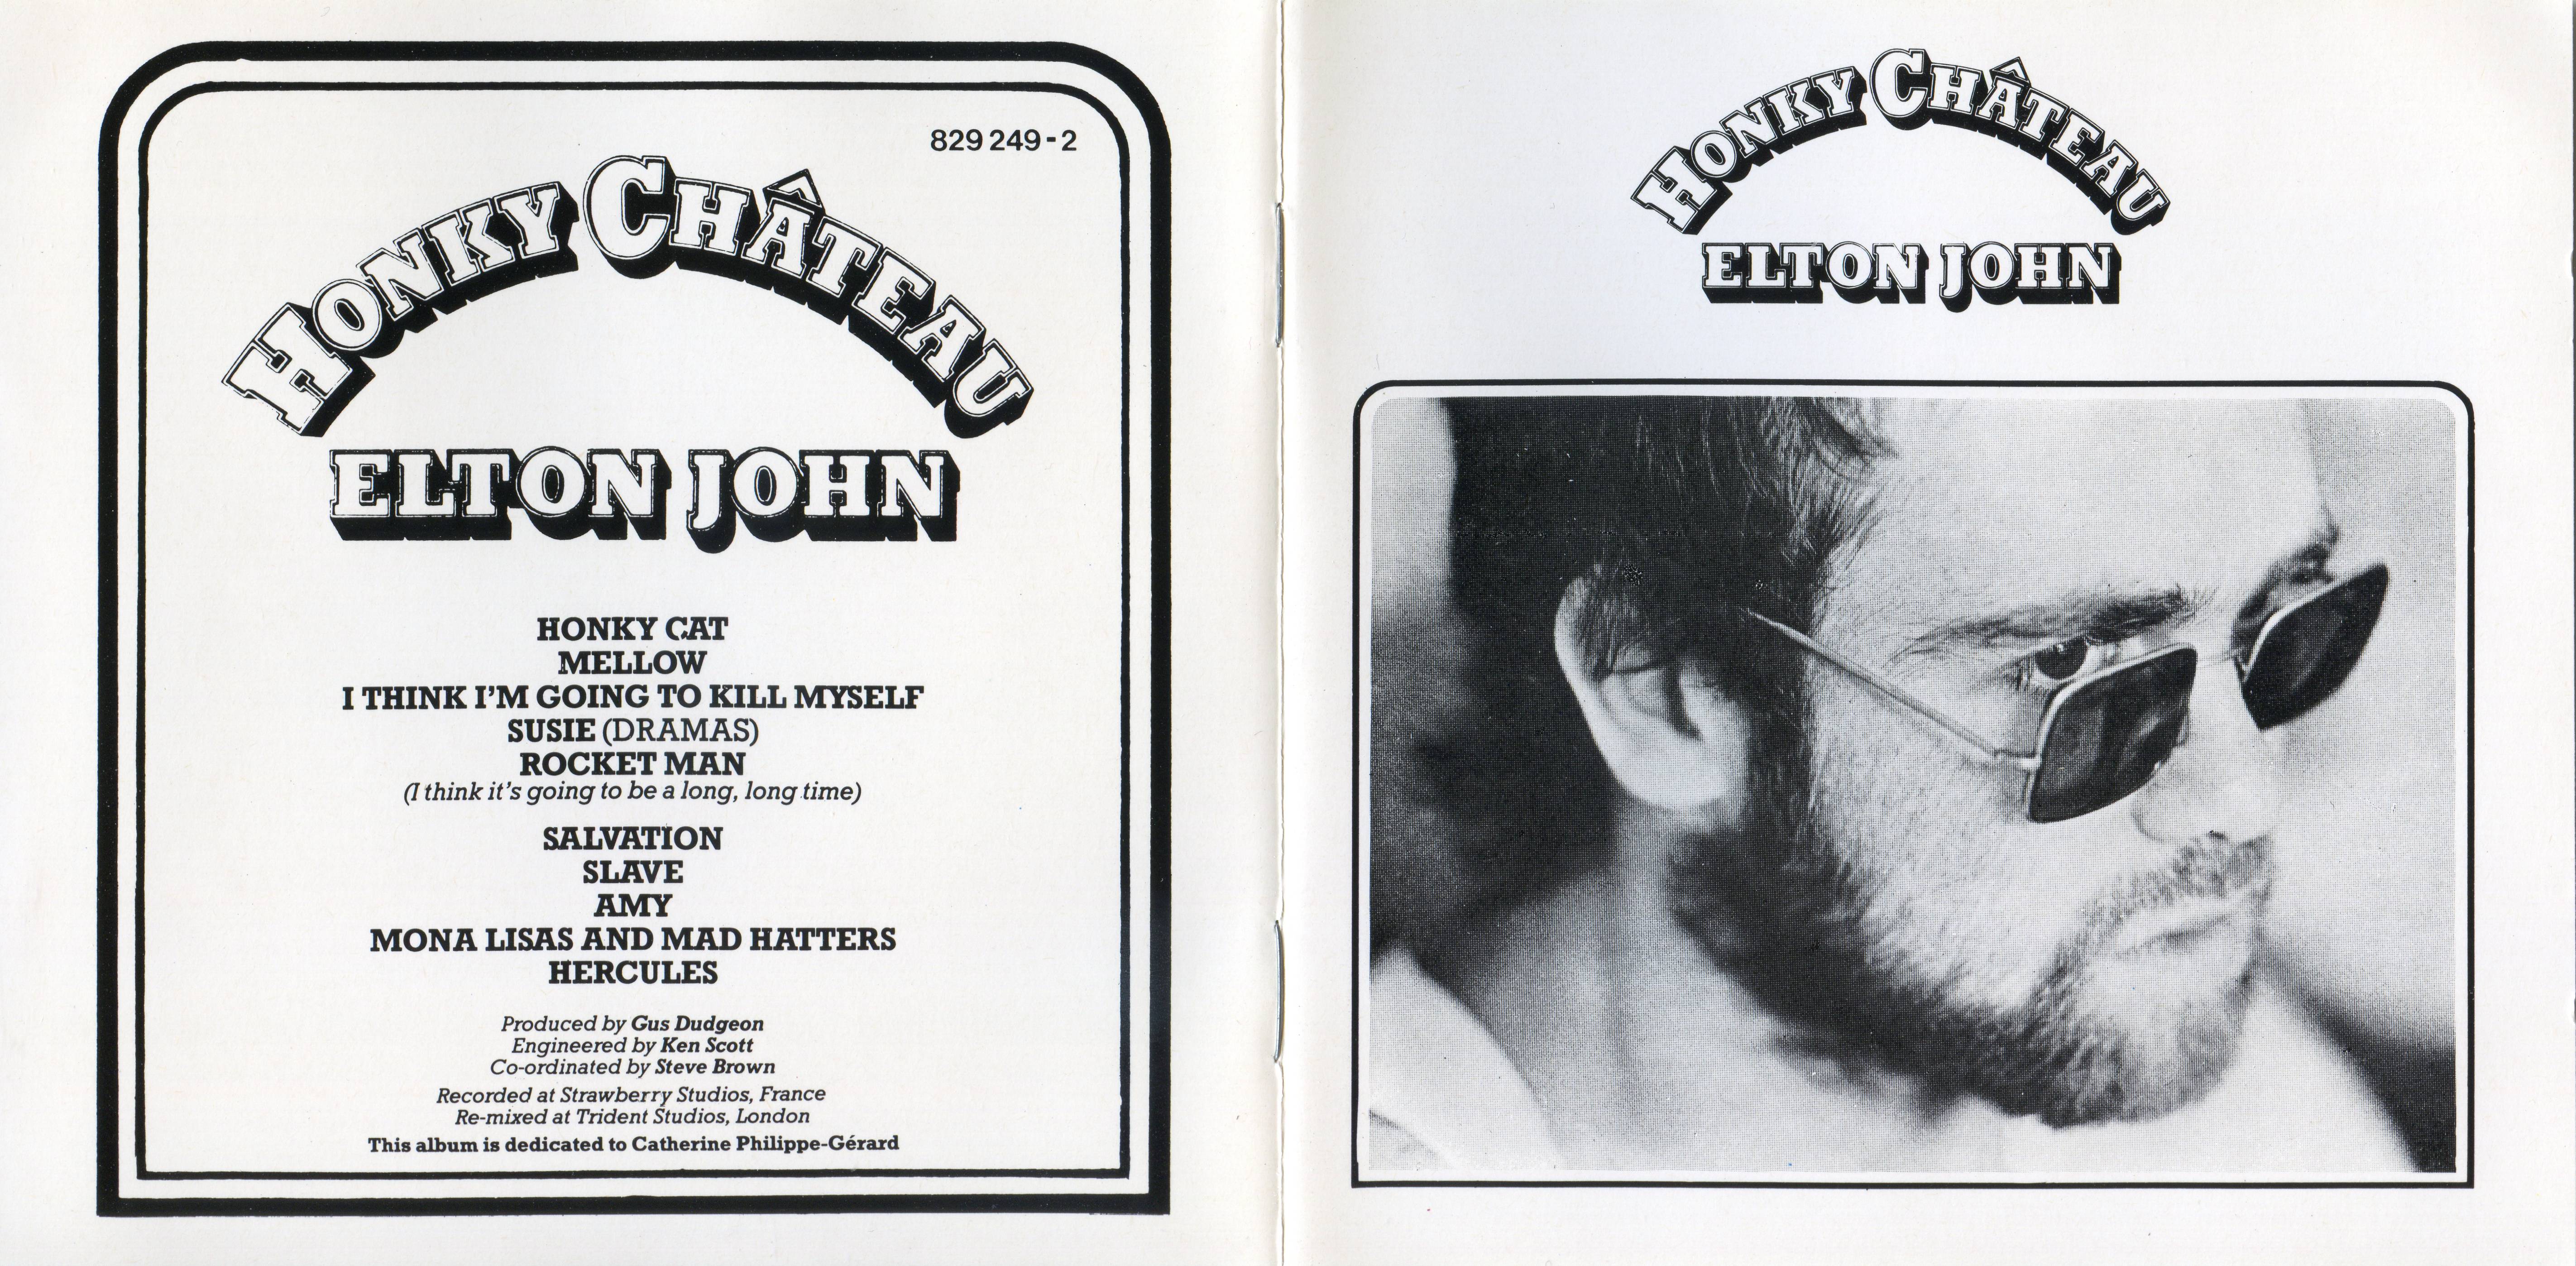 829 249-2
HONKY CHÂTEAU
ELTON JOHN
HONKY CAT
MELLOW
I THINK I'M GOING TO KILL MYSELF
SUSIE (DRAMAS)
ROCKET MAN
(I think it's going to be a long, long time)
SALVATION
SLAVE
AMY
MONA LISAS AND MAD HATTERS
HERCULES
Produced by Gus Dudgeon
Engineered by Ken Scott
Co-ordinated by Steve Brown
Recorded at Strawberry Studios, France
Re-mixed at Trident Studios, London
This album is dedicated to Catherine Philippe-Gérard
HONKY CHÂTEAU
ELTON JOHN